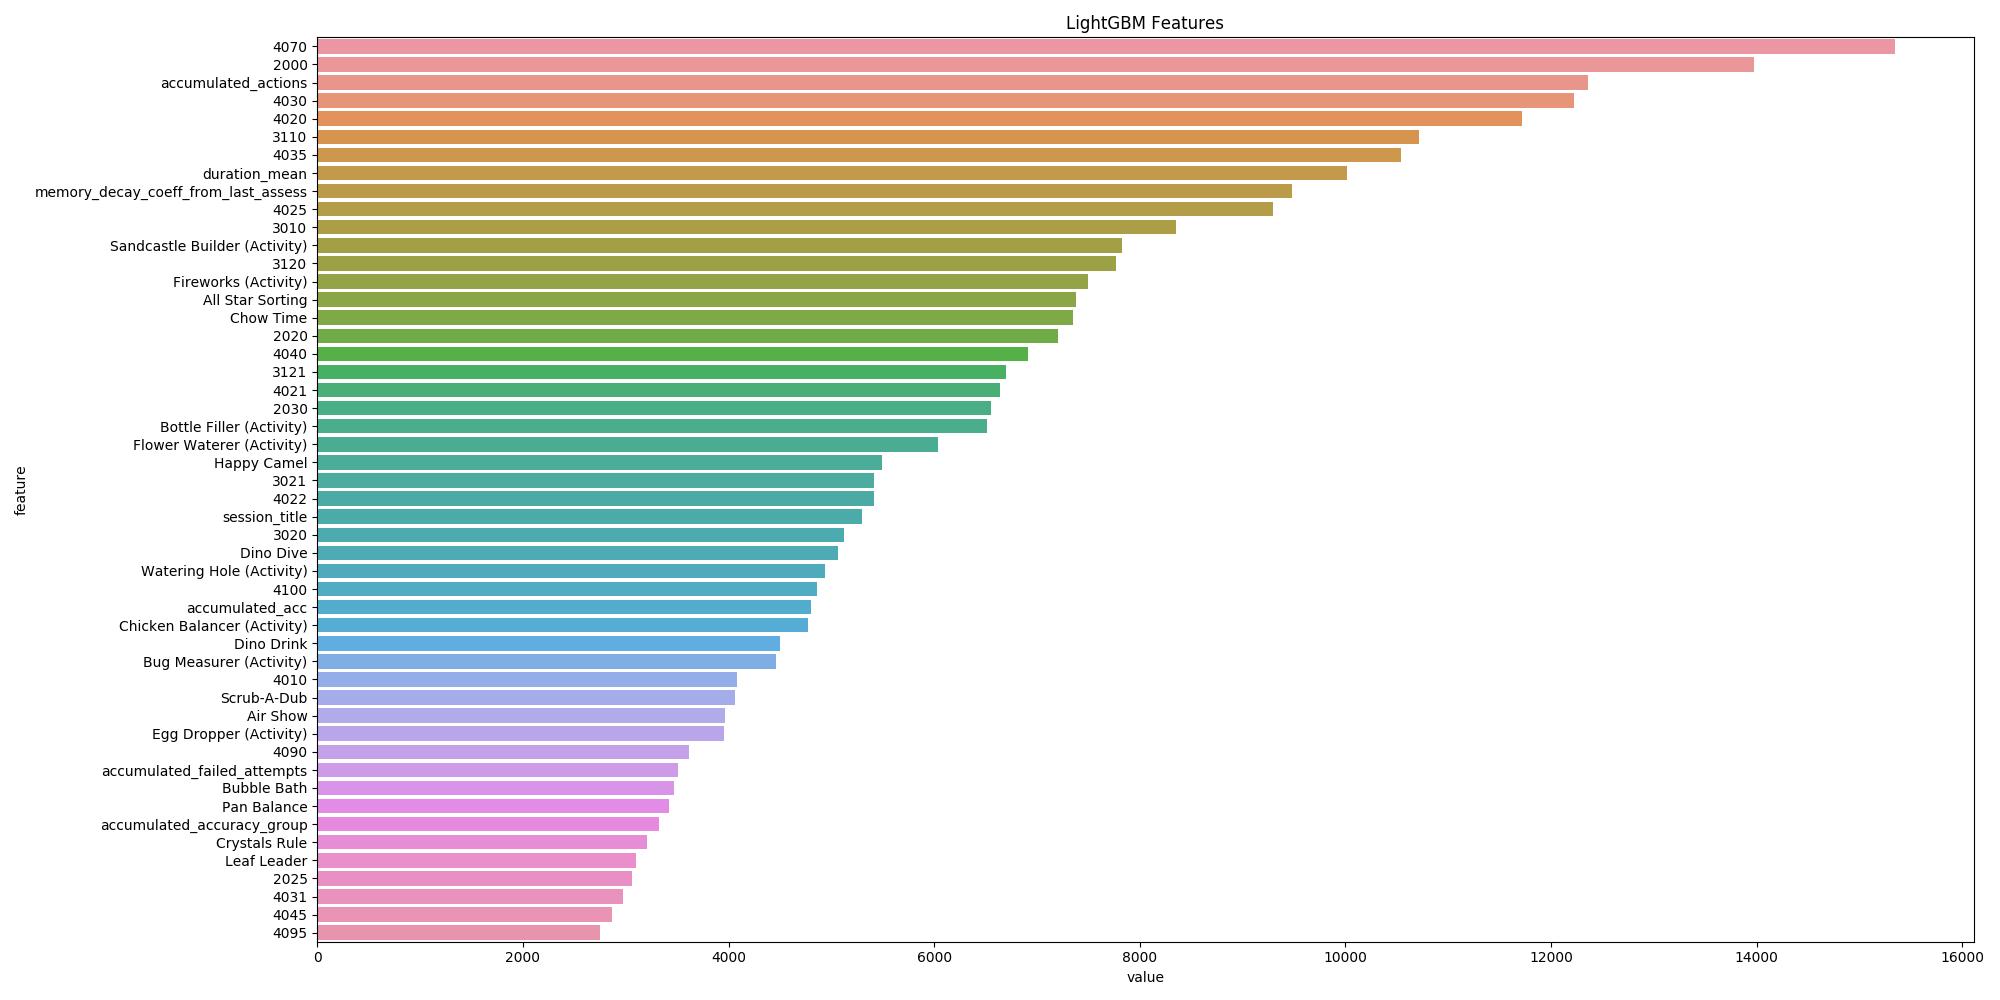 LightGBM Features
4070
2000
accumulated_actions
4030
4020
3110
4035
duration_mean
memory_decay_coeff_from_last_assess
4025
3010
Sandcastle Builder (Activity)
3120
Fireworks (Activity)
All Star Sorting
Chow Time
2020
4040
3121
4021
2030
Bottle Filler (Activity)
Flower Waterer (Activity)
Happy Camel
3021
4022
session_title
3020
Dino Dive
Watering Hole (Activity)
4100
accumulated_acc
Chicken Balancer (Activity)
Dino Drink
Bug Measurer (Activity)
4010
Scrub-A-Dub
Air Show
Egg Dropper (Activity)
4090
accumulated_failed_attempts
Bubble Bath
Pan Balance
accumulated_accuracy_group
Crystals Rule
Leaf Leader
2025
4031
4045
4095
feature
0 2000 4000 6000 8000 10000 12000 14000 16000
value